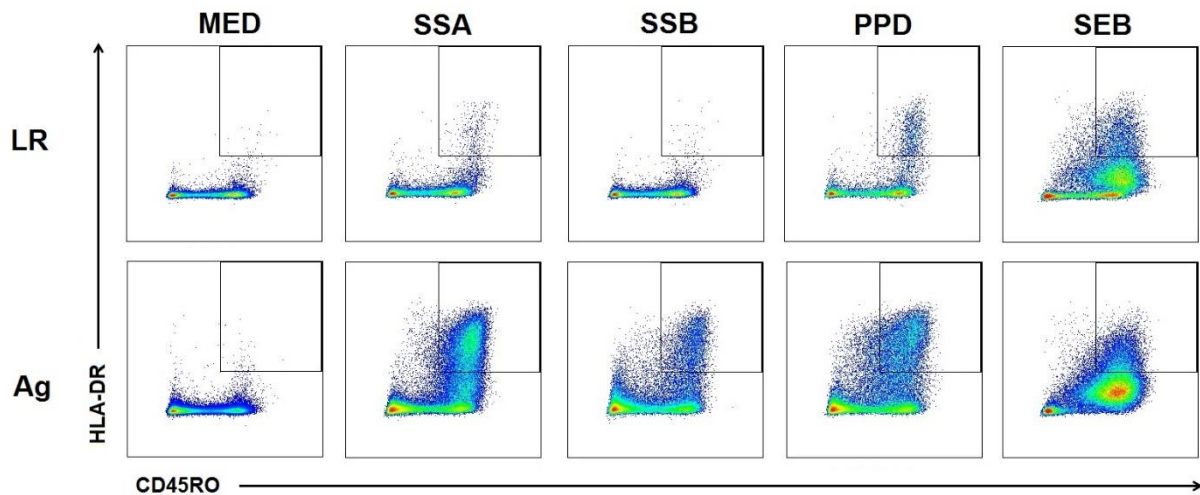 MED SSA SSB PPD SEB
LR
Ag
HLA-DR
CD45RO